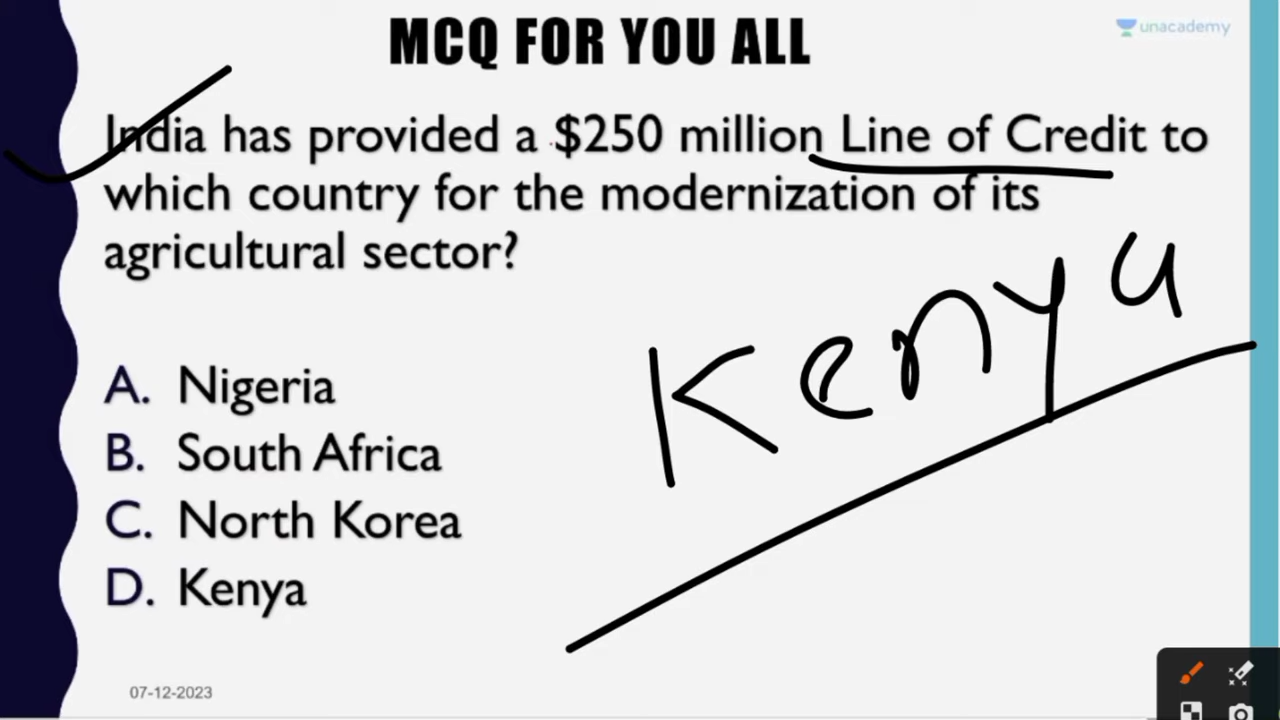 MCQ FOR YOU ALL
unacademy
India has provided a $250 million Line of Credit to
which country for the modernization of its
agricultural sector?
Kenya
A. Nigeria
B. South Africa
C. North Korea
D. Kenya
07-12-2023